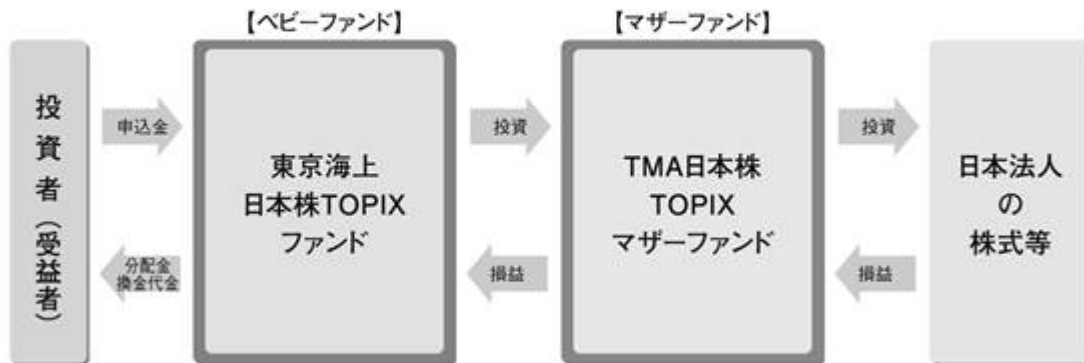 【ベビーファンド】
【マザーファンド】
投資者（受益者）
申込金
分配金
換金代金
東京海上
日本株TOPIX
ファンド
投資
損益
TMA日本株
TOPIX
マザーファンド
投資
損益
日本法人
の
株式等